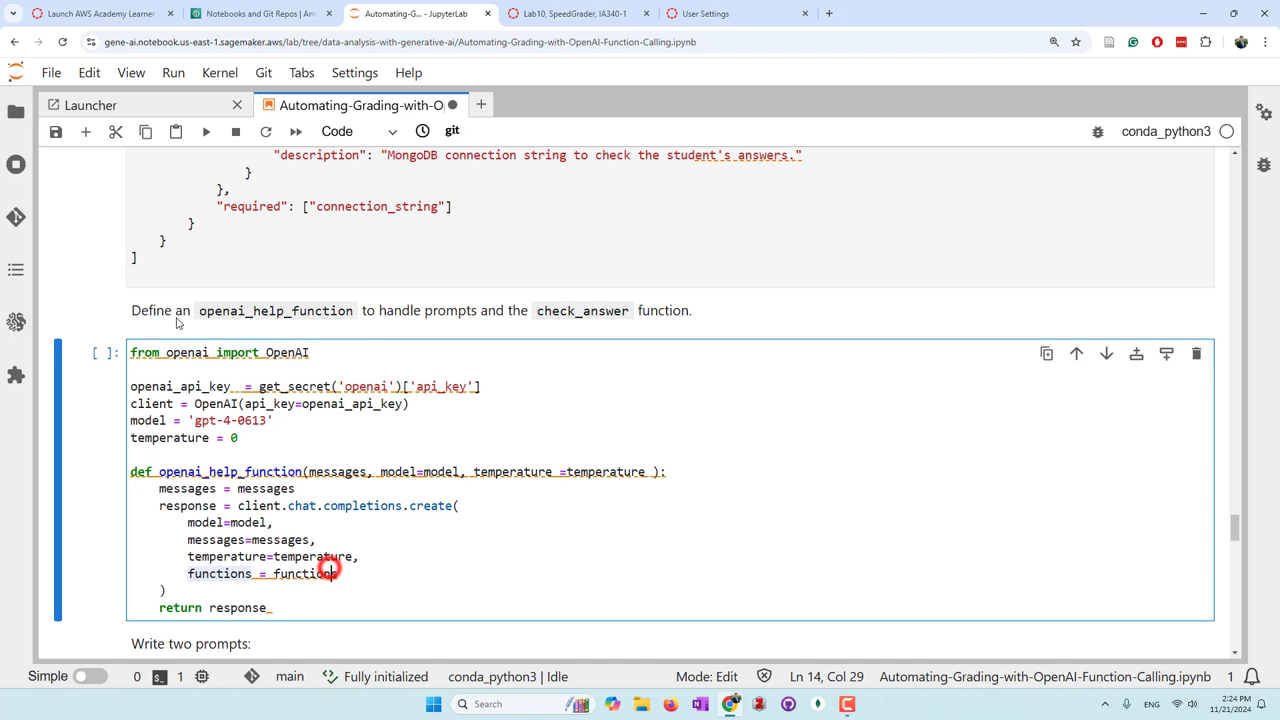 Launch AWS Academy Learner
Notebooks and Git Repos | Am
Automating-G... - JupyterLab
Lab10, SpeedGrader, IA340-1
User Settings
gene-ai.notebook.us-east-1.sagemaker.aws/lab/tree/data-analysis-with-generative-ai/Automating-Grading-with-OpenAI-Function-Calling.ipynb
File Edit View Run Kernel Git Tabs Settings Help
Launcher
Automating-Grading-with-O
Code
git
conda_python3
"description": "MongoDB connection string to check the student's answers."
}
},
"required": ["connection_string"]
}
}
]
Define an openai_help_function to handle prompts and the check_answer function.
[ ]:
from openai import OpenAI
openai_api_key = get_secret('openai')['api_key']
client = OpenAI(api_key=openai_api_key)
model = 'gpt-4-0613'
temperature = 0
def openai_help_function(messages, model=model, temperature =temperature ):
messages = messages
response = client.chat.completions.create(
model=model,
messages=messages,
temperature=temperature,
functions = functions
)
return response
Write two prompts:
Simple 0 1 main Fully initialized conda_python3 | Idle Mode: Edit Ln 14, Col 29 Automating-Grading-with-OpenAI-Function-Calling.ipynb 1
Search
ENG
2:24 PM
11/21/2024